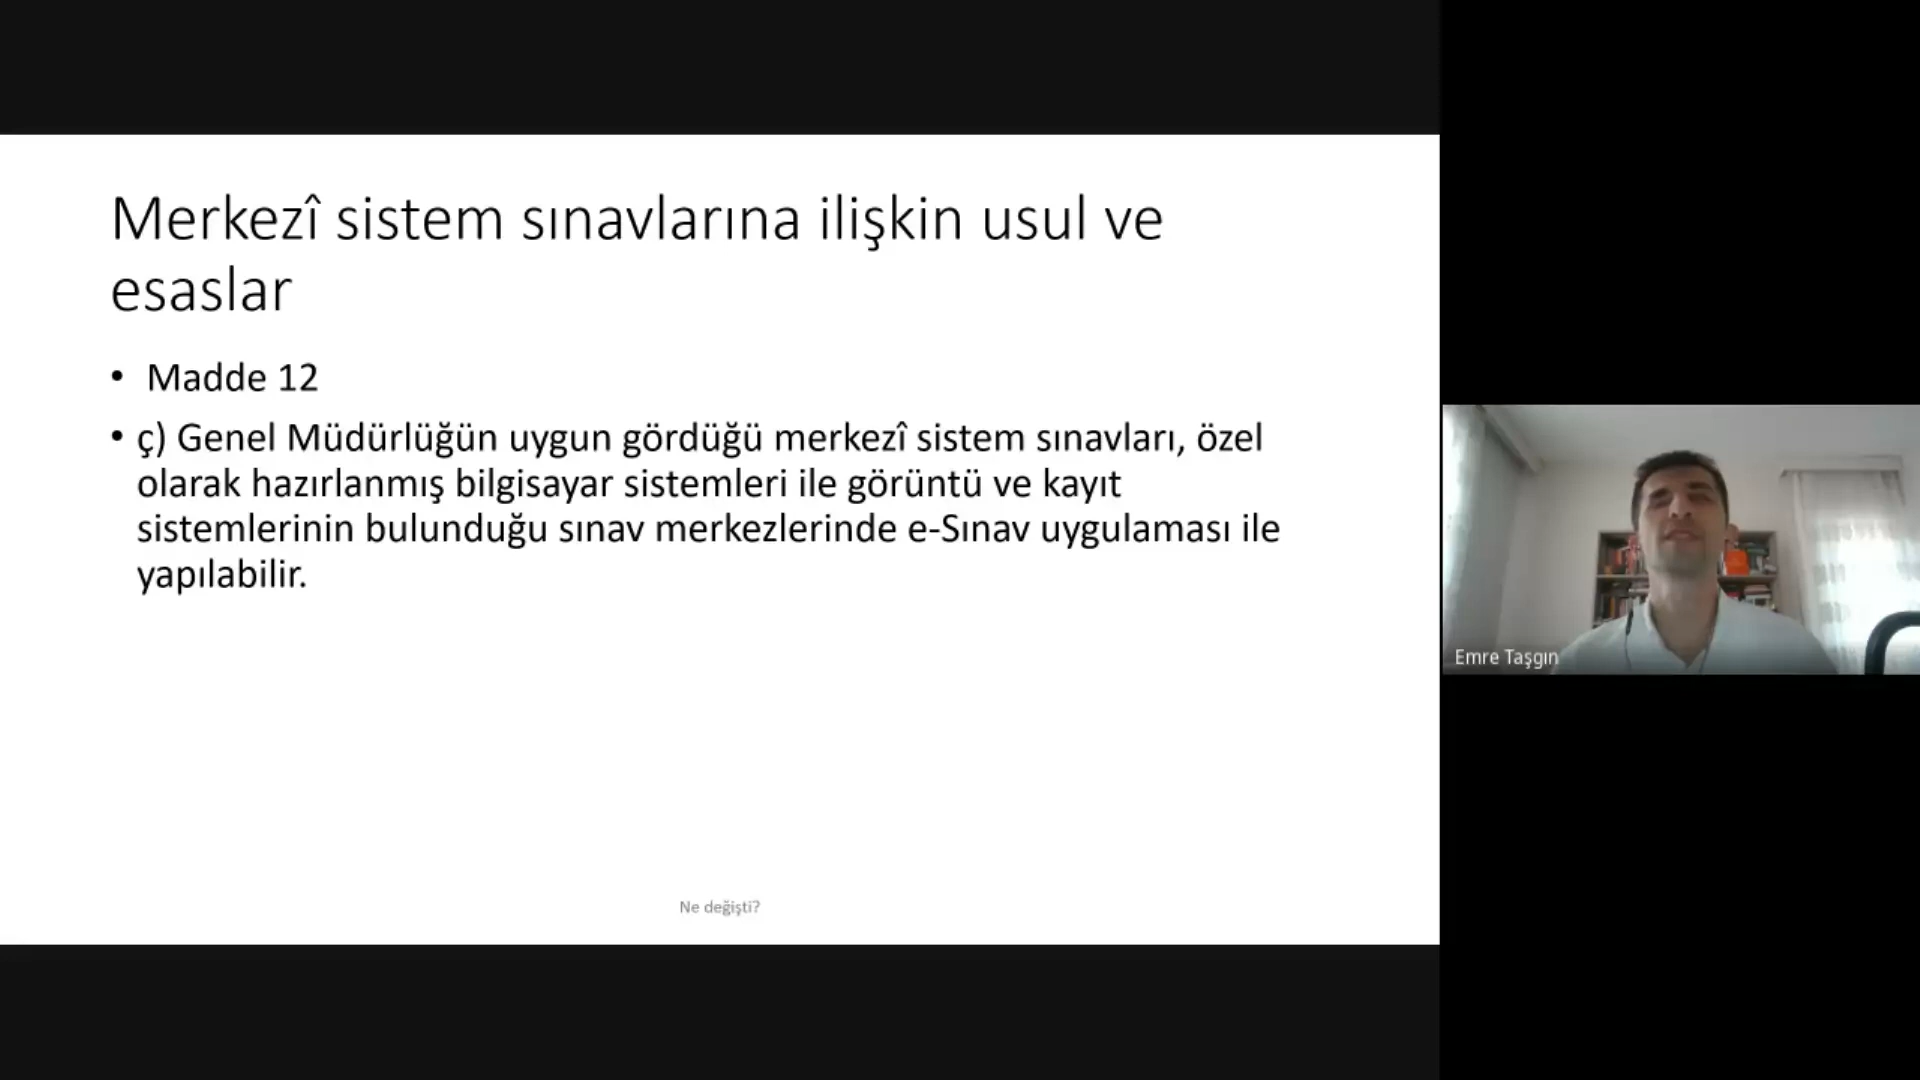 Merkezî sistem sınavlarına ilişkin usul ve
esaslar
• Madde 12
• ç) Genel Müdürlüğün uygun gördüğü merkezî sistem sınavları, özel
olarak hazırlanmış bilgisayar sistemleri ile görüntü ve kayıt
sistemlerinin bulunduğu sınav merkezlerinde e-Sınav uygulaması ile
yapılabilir.
Ne değişti?
Emre Taşgın